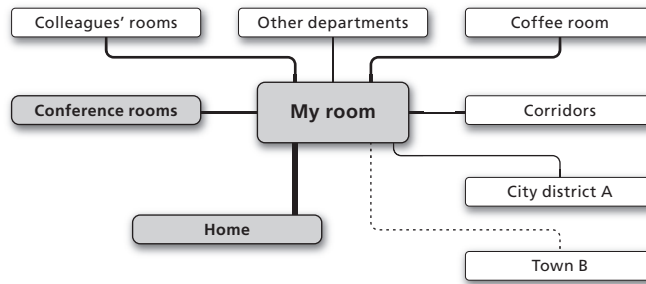 Colleagues’ rooms
Other departments
Coffee room
Conference rooms
My room
Corridors
City district A
Home
Town B